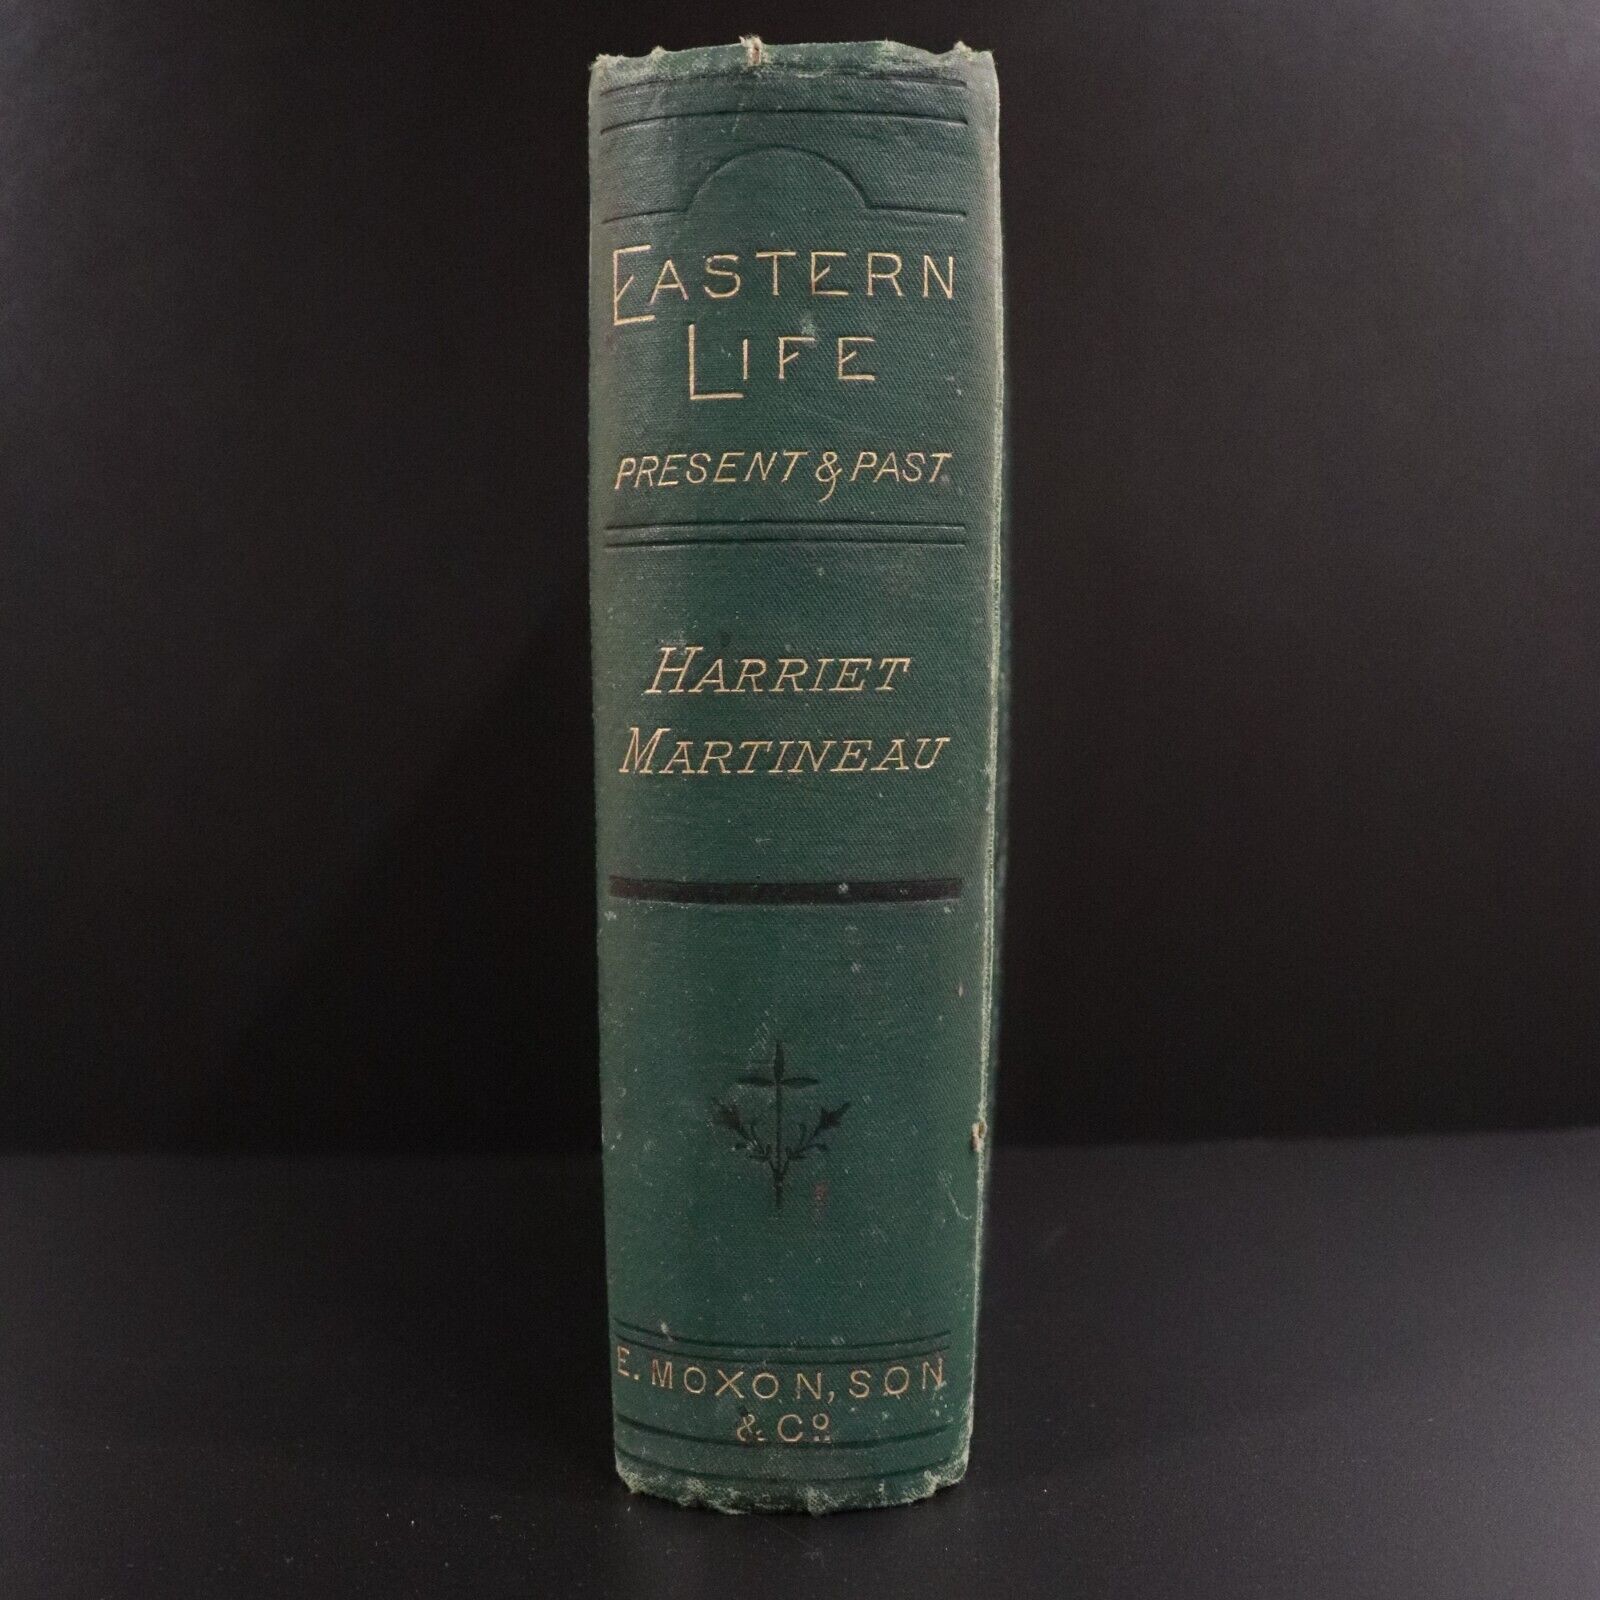 EASTERN
LIFE
PRESENT & PAST.
HARRIET
MARTINEAU
E. MOXON, SON
& Co.